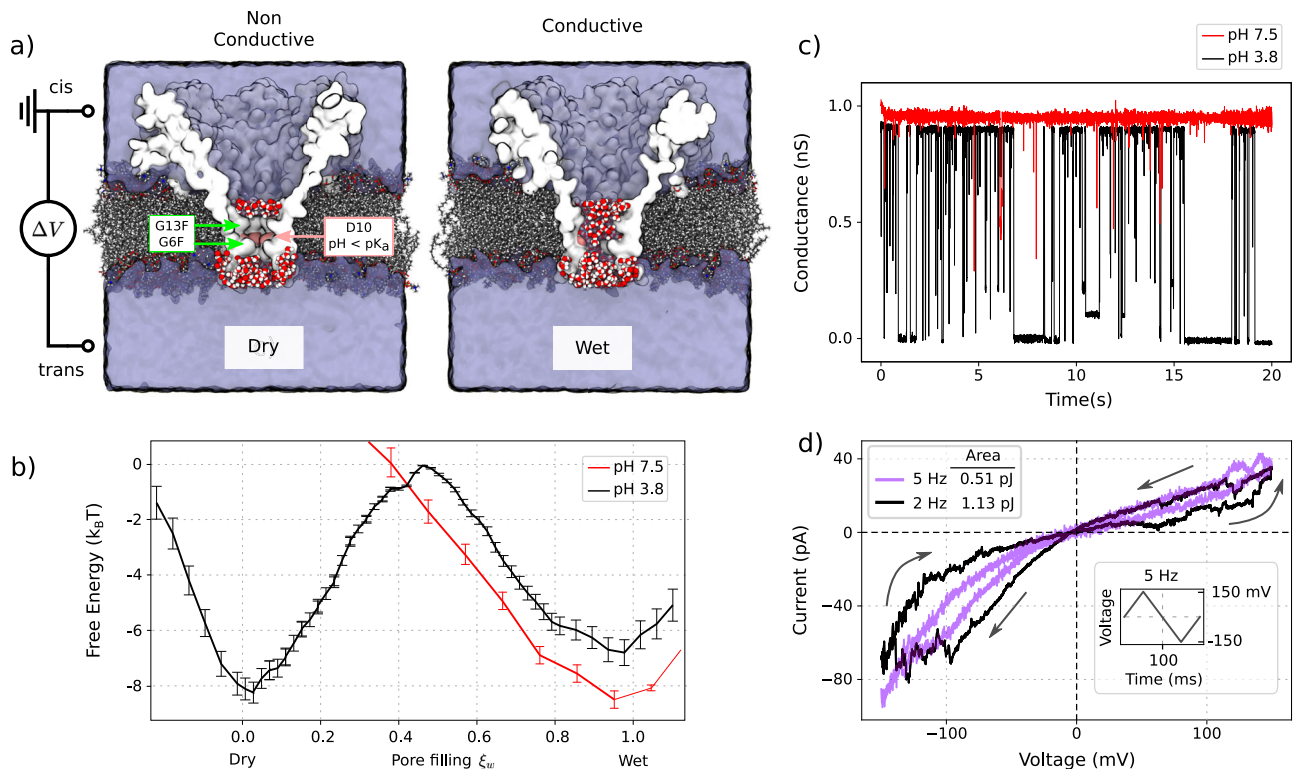 a)
Non
Conductive
Conductive
cis
ΔV
trans
G13F
G6F
D10
pH < pKa
Dry
Wet
b)
Free Energy (kBT)
0
-2
-4
-6
-8
pH 7.5
pH 3.8
0.0
0.2
0.4
0.6
0.8
1.0
Dry
Pore filling ξw
Wet
c)
pH 7.5
pH 3.8
Conductance (nS)
1.0
0.5
0.0
0
5
10
15
20
Time(s)
d)
Current (pA)
40
0
−40
−80
Area
5 Hz 0.51 pJ
2 Hz 1.13 pJ
5 Hz
Voltage
150 mV
-150
100
Time (ms)
−100
0
100
Voltage (mV)